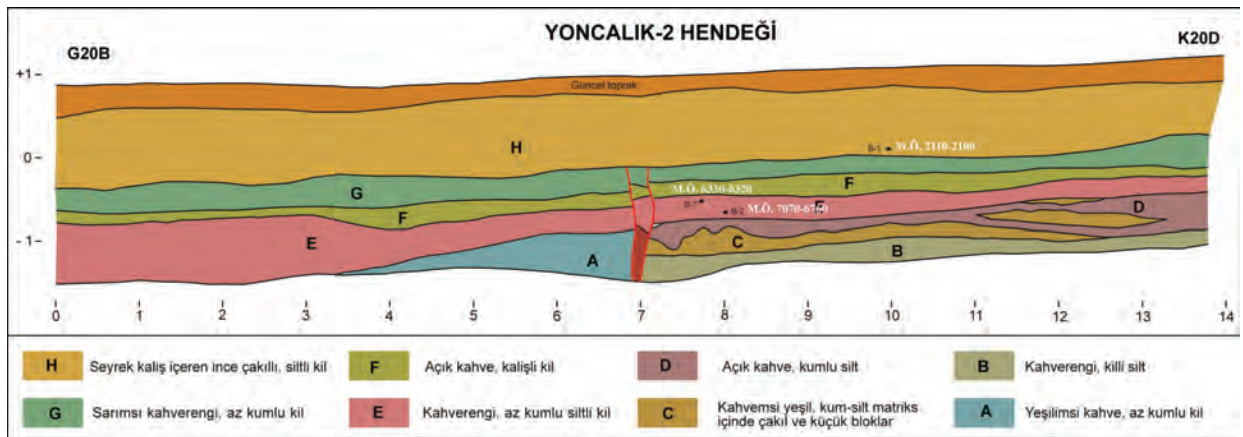 YONCALIK-2 HENDEĞİ
G20B
K20D
+1
0
-1
Güncel toprak
H
B-1 M.Ö. 2110-2100
G
F
F
M.Ö. 6330-6320
E
B-2 M.Ö. 7070-6760
E
D
A
C
B
0 1 2 3 4 5 6 7 8 9 10 11 12 13 14
H Seyrek kaliş içeren ince çakıllı, siltli kil
F Açık kahve, kalişli kil
D Açık kahve, kumlu silt
B Kahverengi, killi silt
G Sarımsı kahverengi, az kumlu kil
E Kahverengi, az kumlu siltli kil
C Kahvemsi yeşil, kum-silt matriks
içinde çakıl ve küçük bloklar
A Yeşilimsi kahve, az kumlu kil